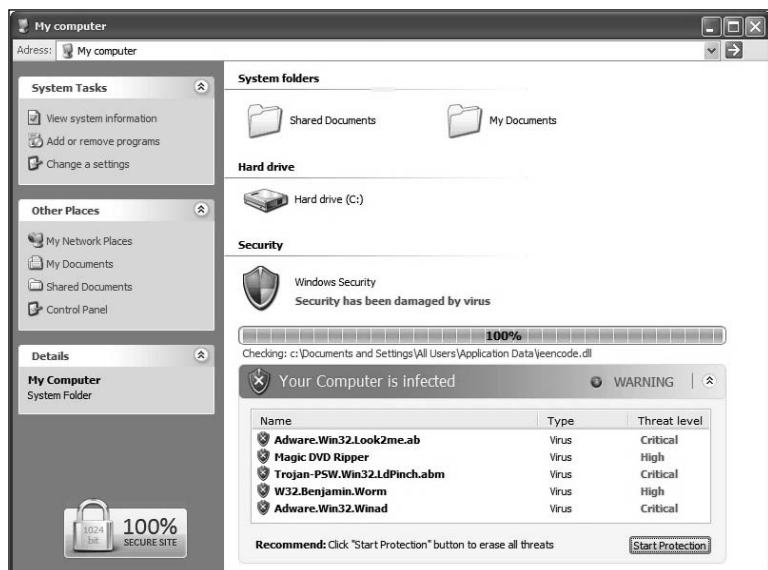 My computer
Adress: My computer
System Tasks
View system information
Add or remove programs
Change a settings
Other Places
My Network Places
My Documents
Shared Documents
Control Panel
Details
My Computer
System Folder
1024
bit
100%
SECURE SITE
System folders
Shared Documents
My Documents
Hard drive
Hard drive (C:)
Security
Windows Security
Security has been damaged by virus
100%
Checking: c:\Documents and Settings\All Users\Application Data\ieencode.dll
Your Computer is infected
WARNING
Name Type Threat level
Adware.Win32.Look2me.ab Virus Critical
Magic DVD Ripper Virus High
Trojan-PSW.Win32.LdPinch.abm Virus Critical
W32.Benjamin.Worm Virus High
Adware.Win32.Winad Virus Critical
Recommend: Click "Start Protection" button to erase all threats
Start Protection